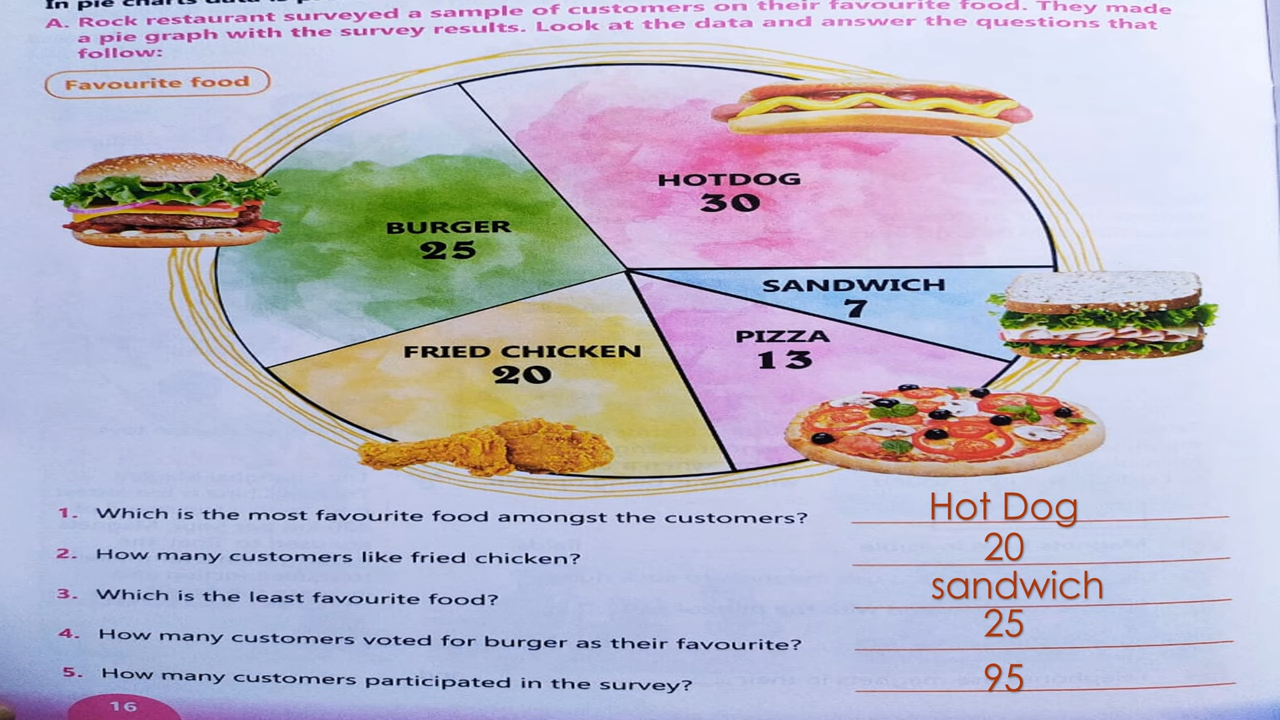 A. Rock restaurant surveyed a sample of customers on their favourite food. They made
a pie graph with the survey results. Look at the data and answer the questions that
follow:
Favourite food
HOTDOG
30
BURGER
25
SANDWICH
7
PIZZA
13
FRIED CHICKEN
20
1. Which is the most favourite food amongst the customers? Hot Dog
2. How many customers like fried chicken? 20
3. Which is the least favourite food? sandwich
4. How many customers voted for burger as their favourite? 25
5. How many customers participated in the survey? 95
16